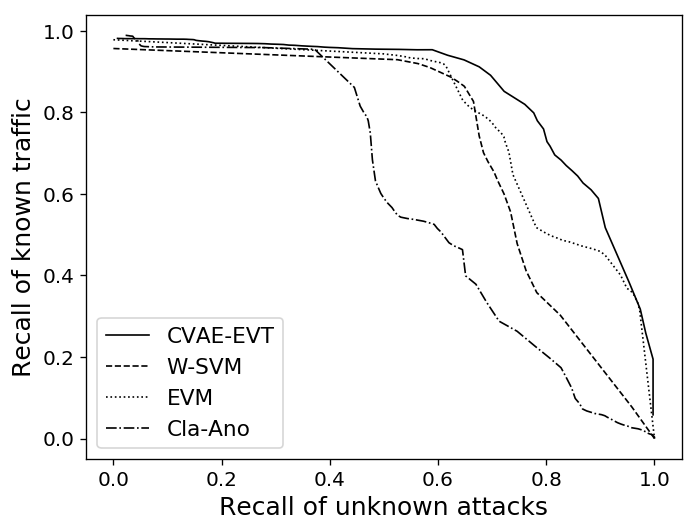 1.0
0.8
0.6
0.4
0.2
0.0
Recall of known traffic
CVAE-EVT
W-SVM
EVM
Cla-Ano
0.0 0.2 0.4 0.6 0.8 1.0
Recall of unknown attacks